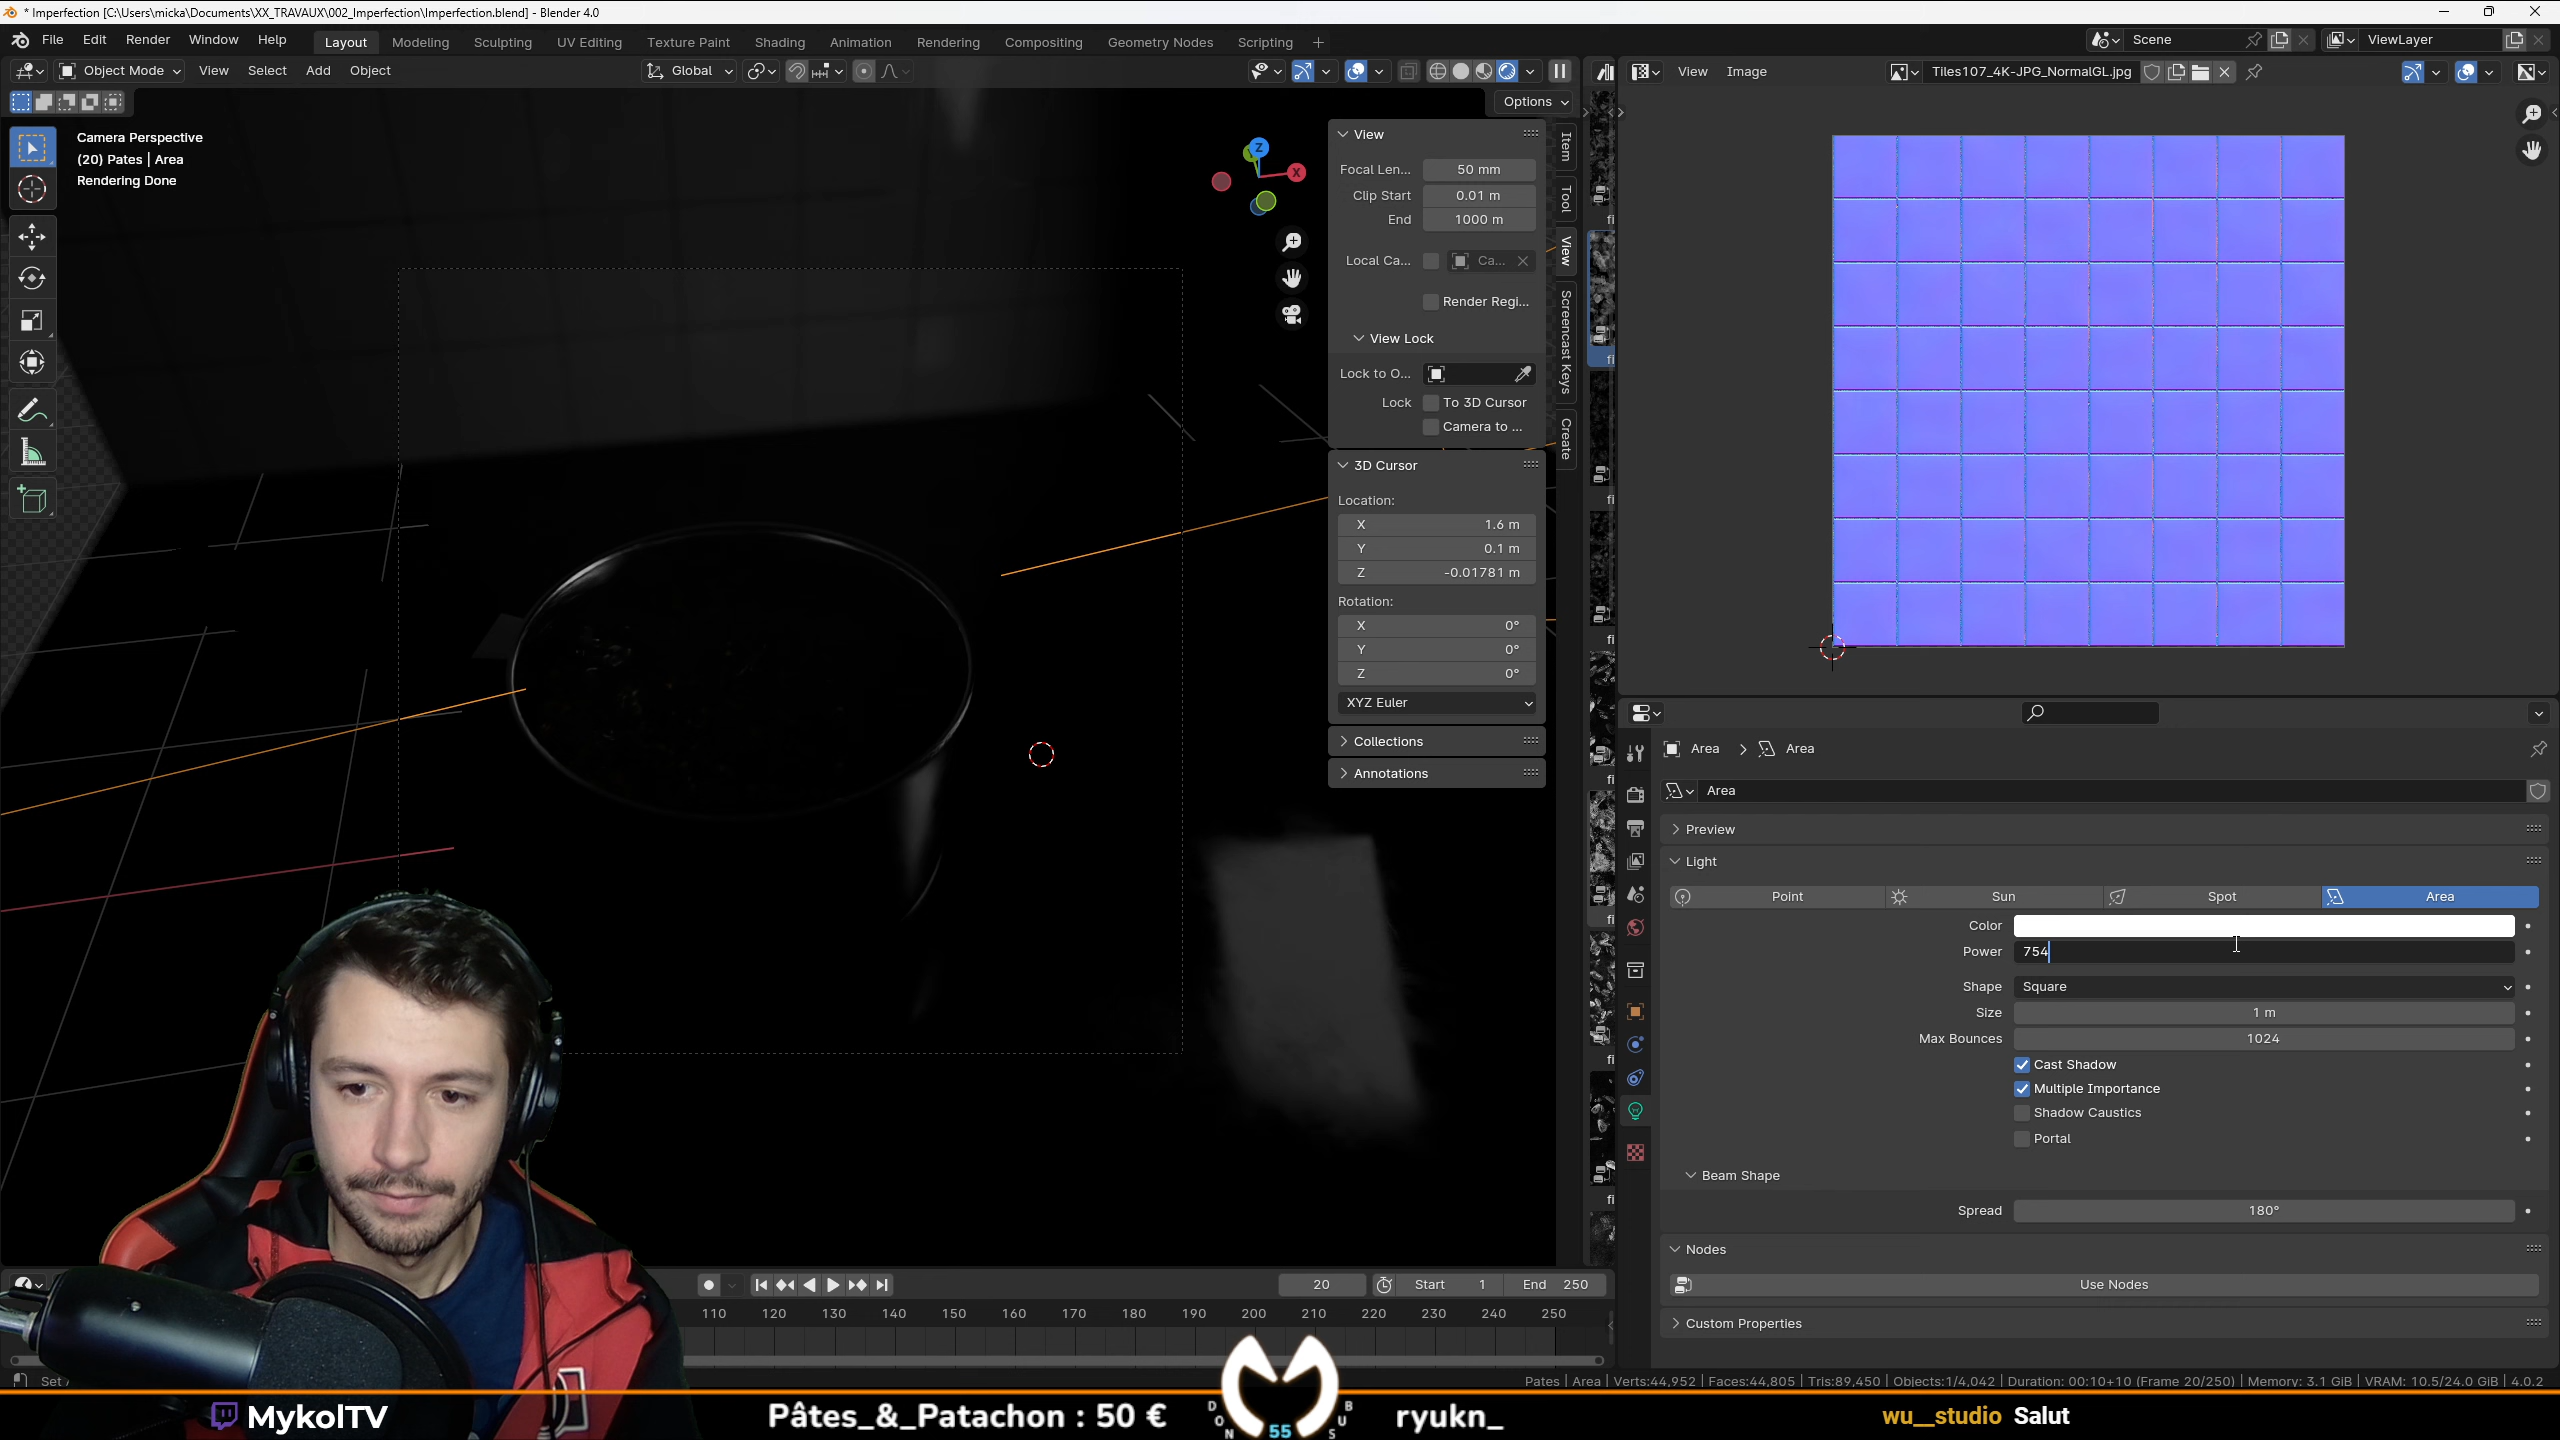 * Imperfection [C:\Users\micka\Documents\XX_TRAVAUX\002_Imperfection\Imperfection.blend] - Blender 4.0
File Edit Render Window Help
Layout Modeling Sculpting UV Editing Texture Paint Shading Animation Rendering Compositing Geometry Nodes Scripting
Scene
ViewLayer
Object Mode View Select Add Object
Global
View Image
Tiles107_4K-JPG_NormalGL.jpg
Options
Camera Perspective
(20) Pates | Area
Rendering Done
Z
X
View
Focal Len... 50 mm
Clip Start 0.01 m
End 1000 m
Local Ca... Ca...
Render Regi...
View Lock
Lock to O...
Lock To 3D Cursor
Camera to ...
3D Cursor
Location:
X 1.6 m
Y 0.1 m
Z -0.01781 m
Rotation:
X 0°
Y 0°
Z 0°
XYZ Euler
Collections
Annotations
Item
Tool
View
Screencast Keys
Create
Area > Area
Area
Preview
Light
Point Sun Spot Area
Color
Power 754
Shape Square
Size 1 m
Max Bounces 1024
Cast Shadow
Multiple Importance
Shadow Caustics
Portal
Beam Shape
Spread 180°
Nodes
Use Nodes
Custom Properties
20 Start 1 End 250
110 120 130 140 150 160 170 180 190 200 210 220 230 240 250
Set
Pates | Area | Verts:44,952 | Faces:44,805 | Tris:89,450 | Objects:1/4,042 | Duration: 00:10+10 (Frame 20/250) | Memory: 3.1 GiB | VRAM: 10.5/24.0 GiB | 4.0.2
MykolTV
Pâtes_&_Patachon : 50 €
DON
55
BUS
ryukn_
wu__studio Salut